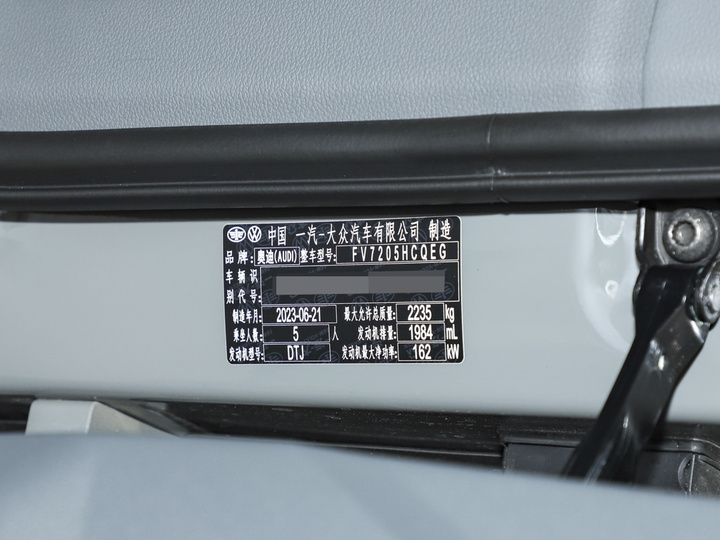 中国 一汽-大众汽车有限公司 制造
品牌: 奥迪(AUDI) 整车型号: FV7205HCQEG
车辆识
别代号:
制造年月: 2023-06-21 最大允许总质量: 2235 kg
乘坐人数: 5 人 发动机排量: 1984 mL
发动机型号: DTJ 发动机最大净功率: 162 kW